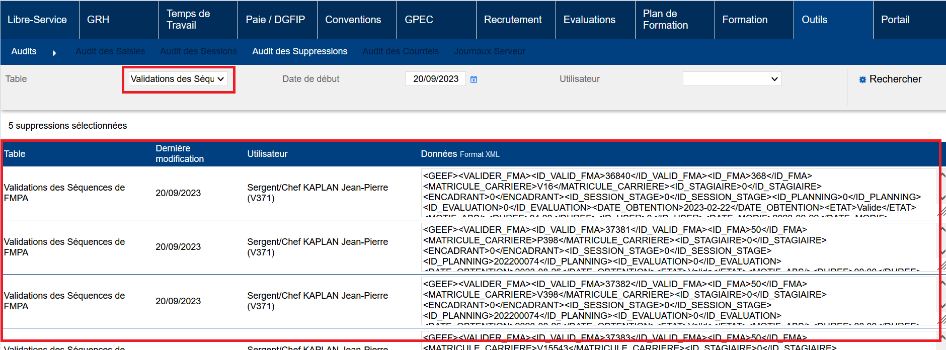 Libre-Service GRH Temps de Travail Paie / DGFIP Conventions GPEC Recrutement Evaluations Plan de Formation Formation Outils Portail
Audits Audit des Saisies Audit des Sessions Audit des Suppressions Audit des Courriels Journaux Serveur
Table Validations des Séqu Date de début 20/09/2023 Utilisateur Rechercher
5 suppressions sélectionnées
Table Dernière modification Utilisateur Données Format XML
Validations des Séquences de FMPA 20/09/2023 Sergent/Chef KAPLAN Jean-Pierre (V371)
<GEEF><VALIDER_FMA><ID_VALID_FMA>36840</ID_VALID_FMA><ID_FMA>368</ID_FMA>
<MATRICULE_CARRIERE>V16</MATRICULE_CARRIERE><ID_STAGIAIRE>0</ID_STAGIAIRE>
<ENCADRANT>0</ENCADRANT><ID_SESSION_STAGE>0</ID_SESSION_STAGE><ID_PLANNING>0</ID_PLANNING>
<ID_EVALUATION>0</ID_EVALUATION><DATE_OBTENTION>2023-02-22</DATE_OBTENTION><ETAT>Valide</ETAT>
Validations des Séquences de FMPA 20/09/2023 Sergent/Chef KAPLAN Jean-Pierre (V371)
<GEEF><VALIDER_FMA><ID_VALID_FMA>37381</ID_VALID_FMA><ID_FMA>50</ID_FMA>
<MATRICULE_CARRIERE>P398</MATRICULE_CARRIERE><ID_STAGIAIRE>0</ID_STAGIAIRE>
<ENCADRANT>0</ENCADRANT><ID_SESSION_STAGE>0</ID_SESSION_STAGE>
<ID_PLANNING>202200074</ID_PLANNING><ID_EVALUATION>0</ID_EVALUATION>
Validations des Séquences de FMPA 20/09/2023 Sergent/Chef KAPLAN Jean-Pierre (V371)
<GEEF><VALIDER_FMA><ID_VALID_FMA>37382</ID_VALID_FMA><ID_FMA>50</ID_FMA>
<MATRICULE_CARRIERE>V398</MATRICULE_CARRIERE><ID_STAGIAIRE>0</ID_STAGIAIRE>
<ENCADRANT>0</ENCADRANT><ID_SESSION_STAGE>0</ID_SESSION_STAGE>
<ID_PLANNING>202200074</ID_PLANNING><ID_EVALUATION>0</ID_EVALUATION>
Validations des Séquences de Sergent/Chef KAPLAN Jean-Pierre
<GEEF><VALIDER_FMA><ID_VALID_FMA>37383</ID_VALID_FMA><ID_FMA>50</ID_FMA>
<MATRICULE_CARRIERE>V15543</MATRICULE_CARRIERE><ID_STAGIAIRE>0</ID_STAGIAIRE>